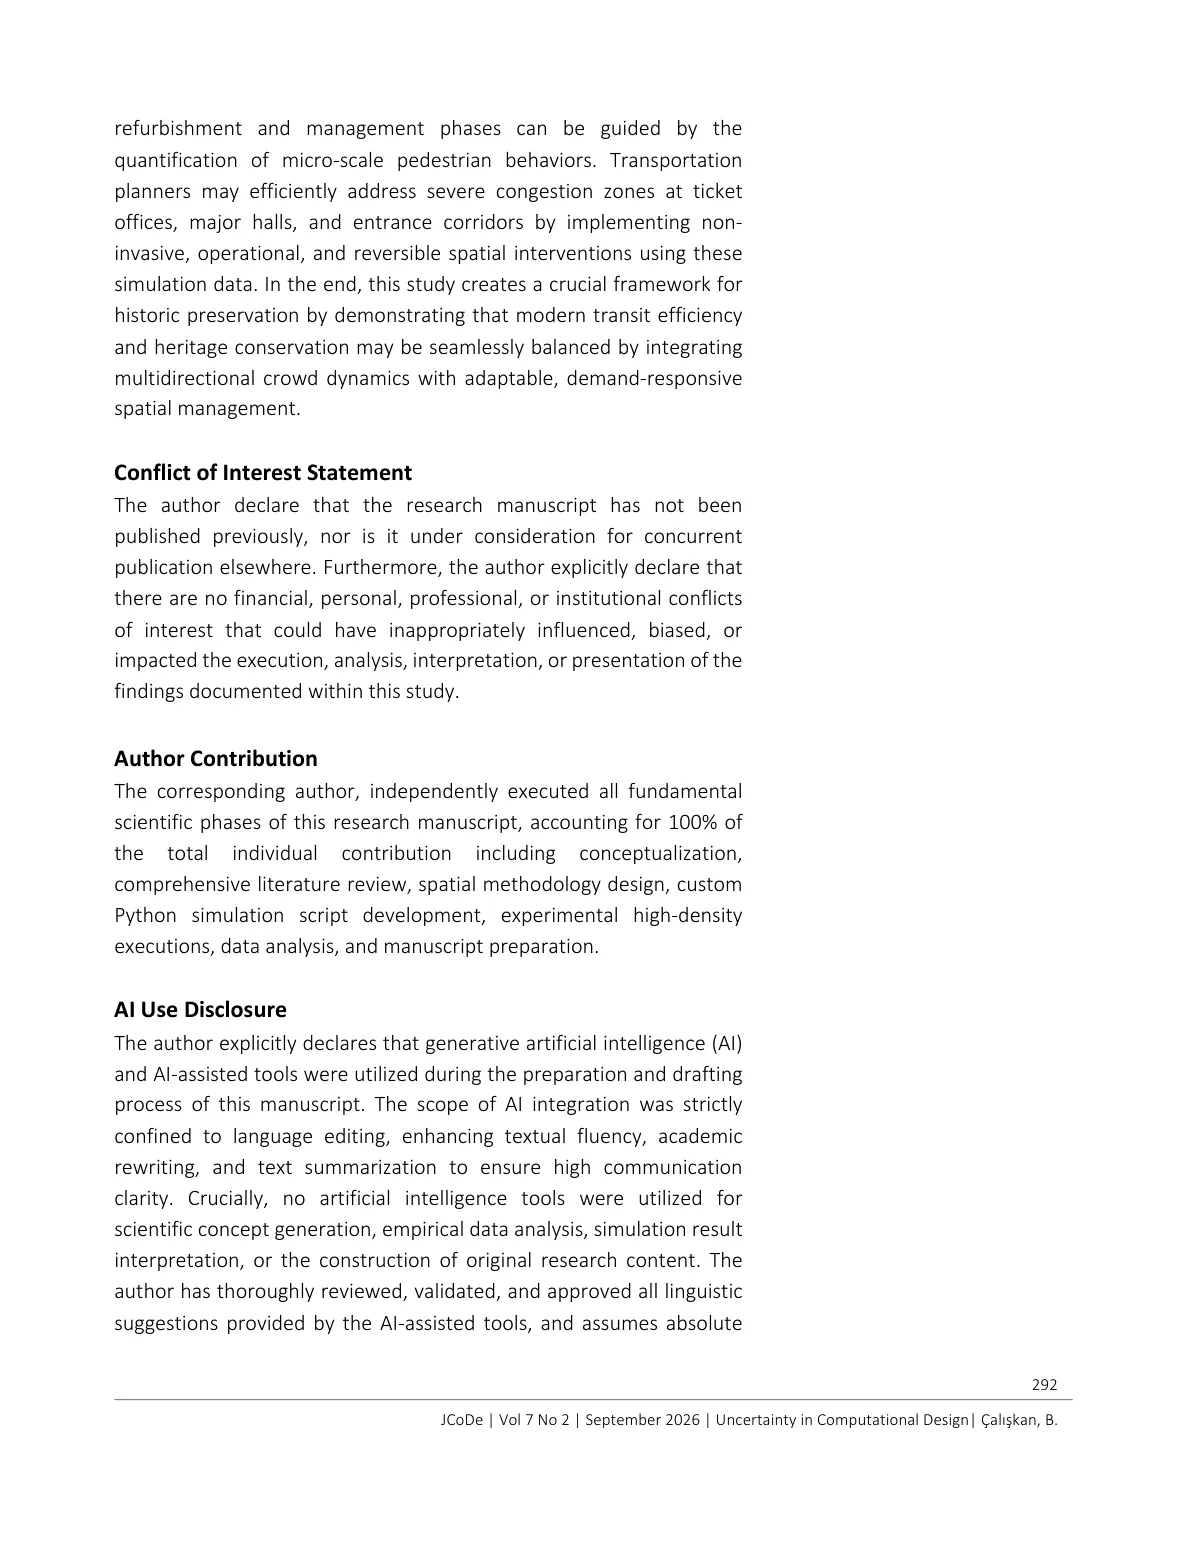 refurbishment and management phases can be guided by the
quantification of micro-scale pedestrian behaviors. Transportation
planners may efficiently address severe congestion zones at ticket
offices, major halls, and entrance corridors by implementing non-
invasive, operational, and reversible spatial interventions using these
simulation data. In the end, this study creates a crucial framework for
historic preservation by demonstrating that modern transit efficiency
and heritage conservation may be seamlessly balanced by integrating
multidirectional crowd dynamics with adaptable, demand-responsive
spatial management.
Conflict of Interest Statement
The author declare that the research manuscript has not been
published previously, nor is it under consideration for concurrent
publication elsewhere. Furthermore, the author explicitly declare that
there are no financial, personal, professional, or institutional conflicts
of interest that could have inappropriately influenced, biased, or
impacted the execution, analysis, interpretation, or presentation of the
findings documented within this study.
Author Contribution
The corresponding author, independently executed all fundamental
scientific phases of this research manuscript, accounting for 100% of
the total individual contribution including conceptualization,
comprehensive literature review, spatial methodology design, custom
Python simulation script development, experimental high-density
executions, data analysis, and manuscript preparation.
AI Use Disclosure
The author explicitly declares that generative artificial intelligence (AI)
and AI-assisted tools were utilized during the preparation and drafting
process of this manuscript. The scope of AI integration was strictly
confined to language editing, enhancing textual fluency, academic
rewriting, and text summarization to ensure high communication
clarity. Crucially, no artificial intelligence tools were utilized for
scientific concept generation, empirical data analysis, simulation result
interpretation, or the construction of original research content. The
author has thoroughly reviewed, validated, and approved all linguistic
suggestions provided by the AI-assisted tools, and assumes absolute
292
JCoDe | Vol 7 No 2 | September 2026 | Uncertainty in Computational Design| Çalışkan, B.